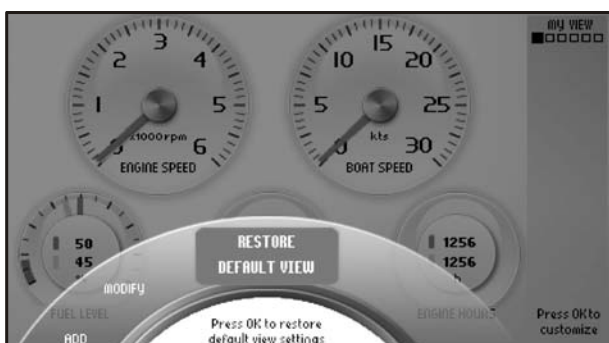 MY VIEW
1 2 3 4 5 6
x1000rpm
ENGINE SPEED
0 5 10 15 20 25 30
kts
BOAT SPEED
50
45
FUEL LEVEL
1256
1256
h
ENGINE HOURS
RESTORE
DEFAULT VIEW
MODIFY
ADD
Press OK to restore
default view settings
Press OK to
customize